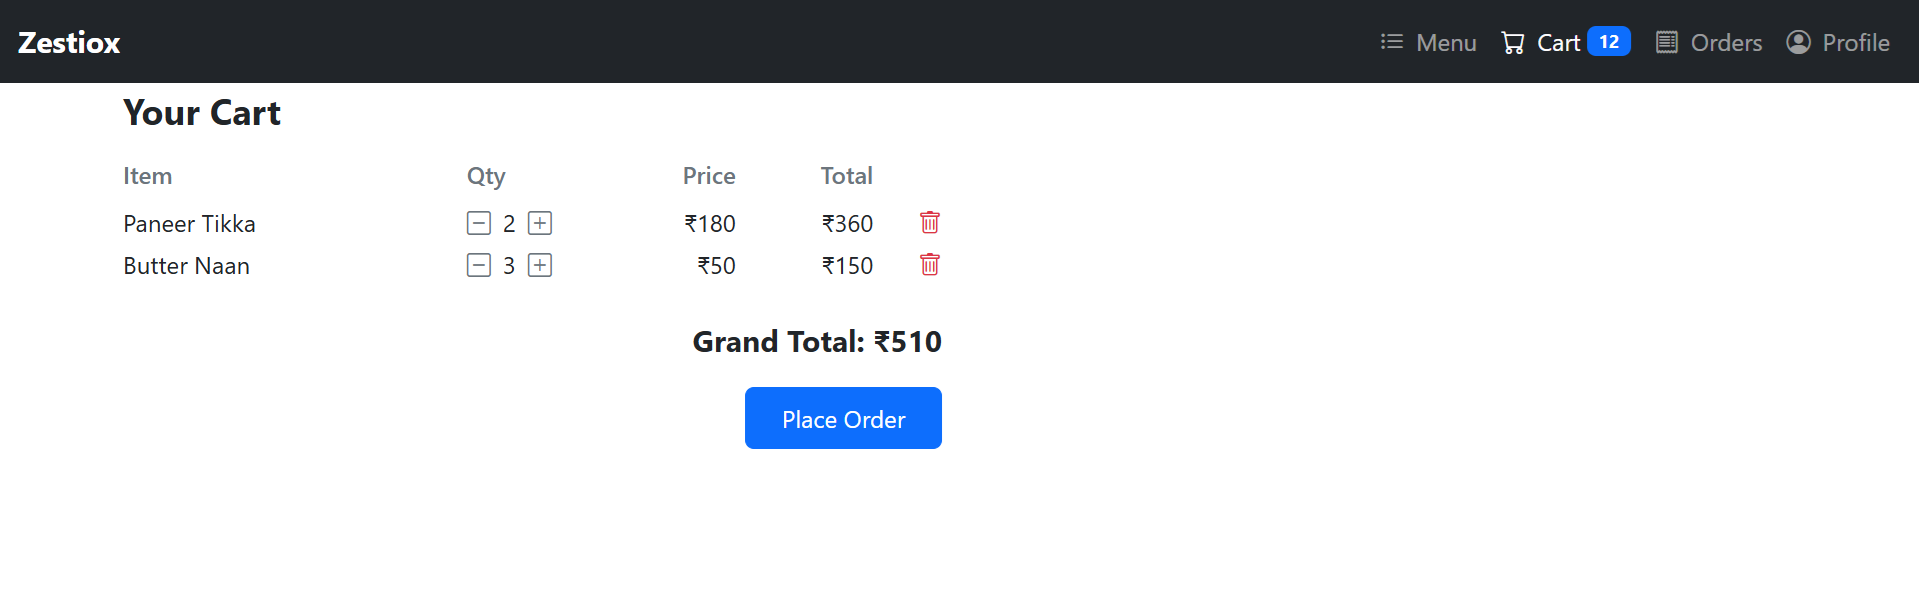 Zestiox Menu Cart 12 Orders Profile
Your Cart
Item Qty Price Total
Paneer Tikka 2 ₹180 ₹360
Butter Naan 3 ₹50 ₹150
Grand Total: ₹510
Place Order